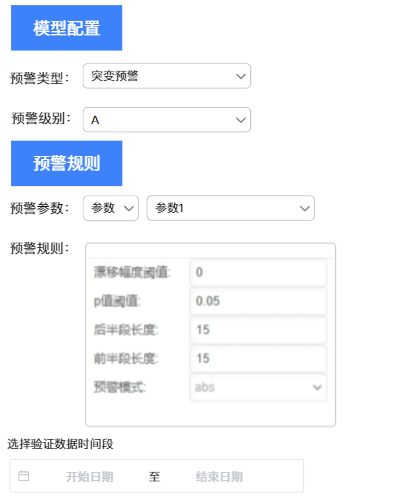 模型配置
预警类型： 突变预警
预警级别： A
预警规则
预警参数： 参数 参数1
预警规则：
漂移幅度阈值: 0
p值阈值: 0.05
后半段长度: 15
前半段长度: 15
预警模式: abs
选择验证数据时间段
开始日期 至 结束日期